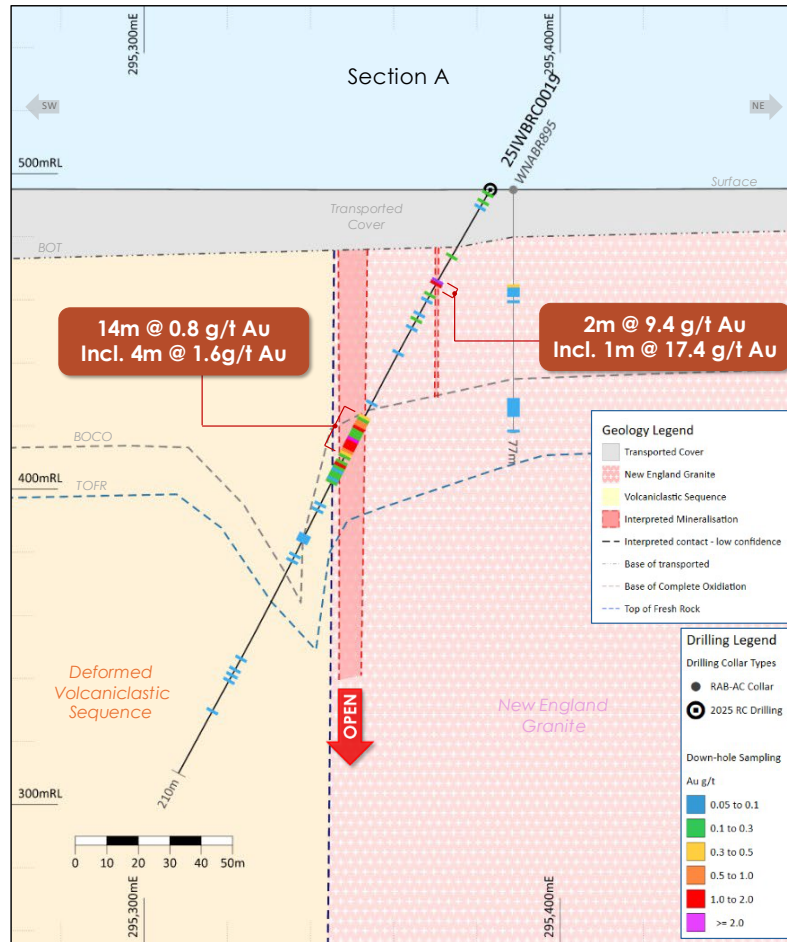 295,300mE
295,400mE
Section A
SW
NE
25IWBRC0019
WNABR895
500mRL
Surface
Transported
Cover
BOT
14m @ 0.8 g/t Au
Incl. 4m @ 1.6g/t Au
2m @ 9.4 g/t Au
Incl. 1m @ 17.4 g/t Au
BOCO
77m
400mRL
TOFR
Geology Legend
Transported Cover
New England Granite
Volcaniclastic Sequence
Interpreted Mineralisation
Interpreted contact - low confidence
Base of transported
Base of Complete Oxidiation
Top of Fresh Rock
Deformed
Volcaniclastic
Sequence
New England
Granite
OPEN
210m
300mRL
0 10 20 30 40 50m
Drilling Legend
Drilling Collar Types
RAB-AC Collar
2025 RC Drilling
Down-hole Sampling
Au g/t
0.05 to 0.1
0.1 to 0.3
0.3 to 0.5
0.5 to 1.0
1.0 to 2.0
>= 2.0
295,300mE
295,400mE